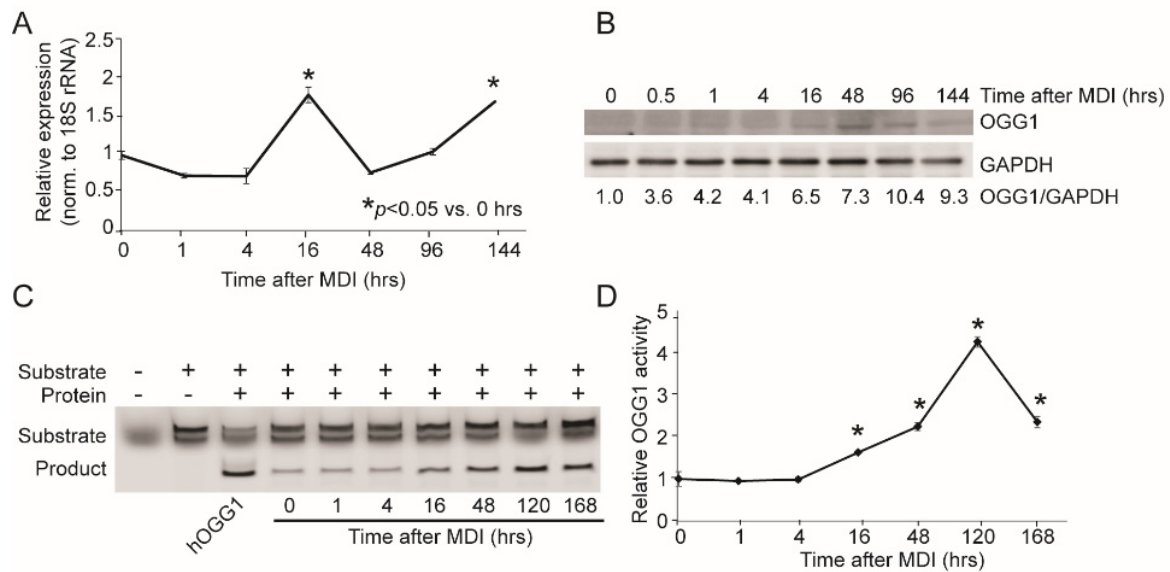 A
Relative expression
(norm. to 18S rRNA)
2.5
2
1.5
1
0.5
0
*
*
*p<0.05 vs. 0 hrs
0 1 4 16 48 96 144
Time after MDI (hrs)
B
0 0.5 1 4 16 48 96 144 Time after MDI (hrs)
OGG1
GAPDH
1.0 3.6 4.2 4.1 6.5 7.3 10.4 9.3 OGG1/GAPDH
C
Substrate - + + + + + + + + +
Protein - - + + + + + + + +
Substrate
Product
hOGG1
0 1 4 16 48 120 168
Time after MDI (hrs)
D
Relative OGG1 activity
5
4
3
2
1
0
*
*
*
*
0 1 4 16 48 120 168
Time after MDI (hrs)